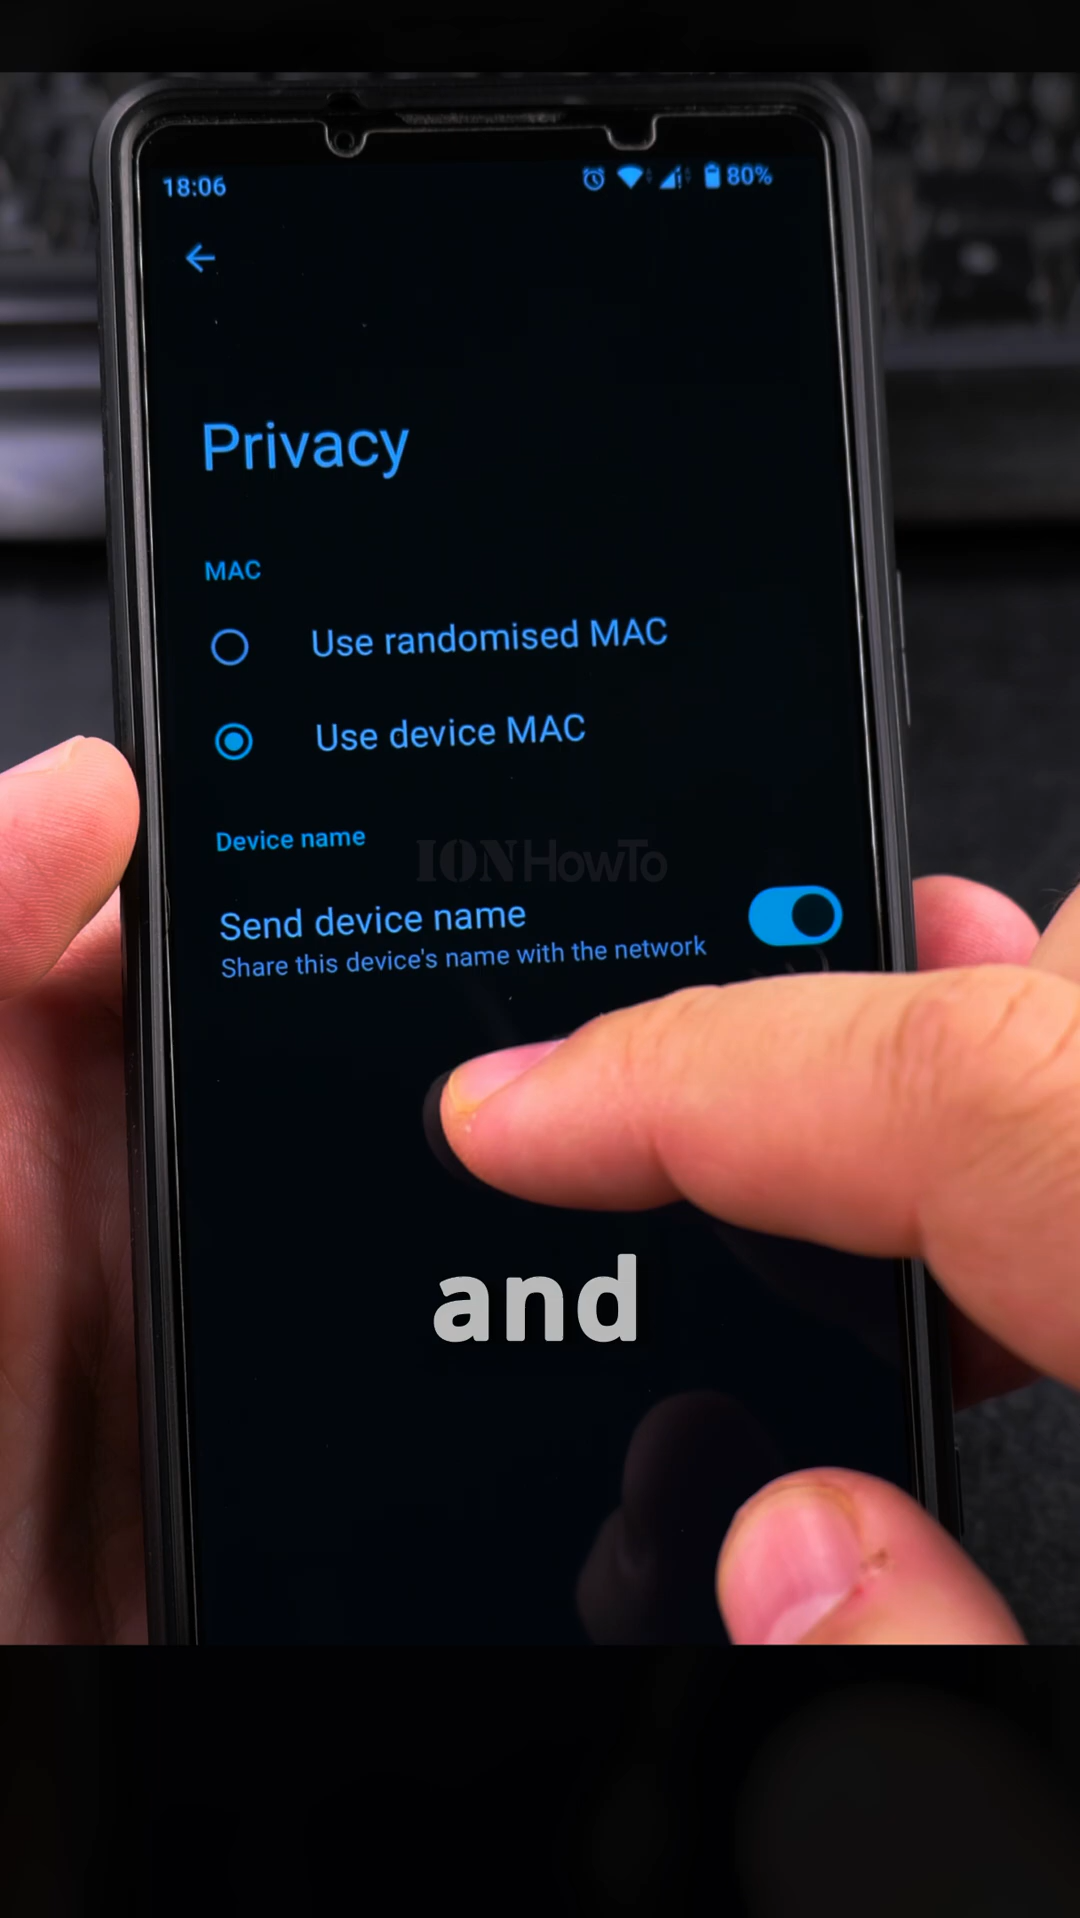 18:06
80%
Privacy
MAC
Use randomised MAC
Use device MAC
Device name
IONHowTo
Send device name
Share this device's name with the network
and